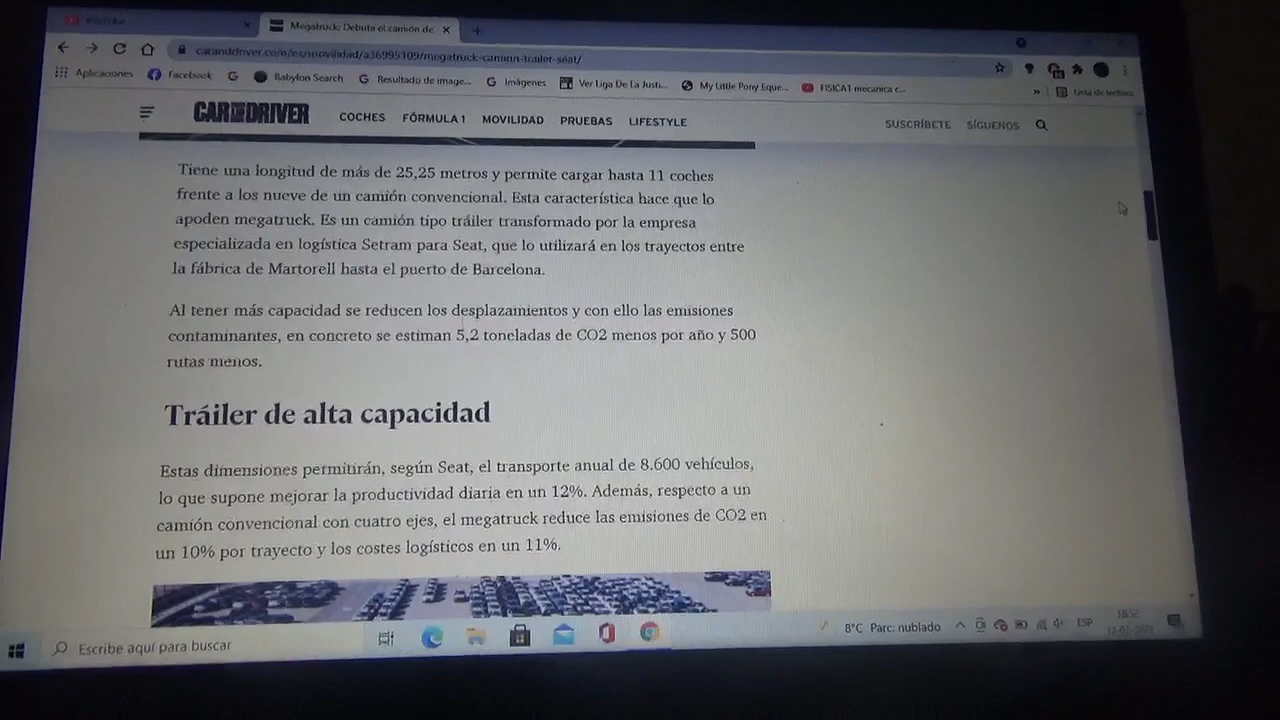 YouTube
Megatruck: Debuta el camión de
caranddriver.com/es/movilidad/a36995109/megatruck-camion-trailer-seat/
Aplicaciones Facebook Babylon Search Resultado de image... Imágenes Ver Liga De La Justi... My Little Pony Eque... FISICA1 mecanica c... » Lista de lectura
CAR AND DRIVER COCHES FÓRMULA 1 MOVILIDAD PRUEBAS LIFESTYLE SUSCRÍBETE SÍGUENOS
Tiene una longitud de más de 25,25 metros y permite cargar hasta 11 coches
frente a los nueve de un camión convencional. Esta característica hace que lo
apoden megatruck. Es un camión tipo tráiler transformado por la empresa
especializada en logística Setram para Seat, que lo utilizará en los trayectos entre
la fábrica de Martorell hasta el puerto de Barcelona.
Al tener más capacidad se reducen los desplazamientos y con ello las emisiones
contaminantes, en concreto se estiman 5,2 toneladas de CO2 menos por año y 500
rutas menos.
Tráiler de alta capacidad
Estas dimensiones permitirán, según Seat, el transporte anual de 8.600 vehículos,
lo que supone mejorar la productividad diaria en un 12%. Además, respecto a un
camión convencional con cuatro ejes, el megatruck reduce las emisiones de CO2 en
un 10% por trayecto y los costes logísticos en un 11%.
Escribe aquí para buscar 8°C Parc. nublado ESP